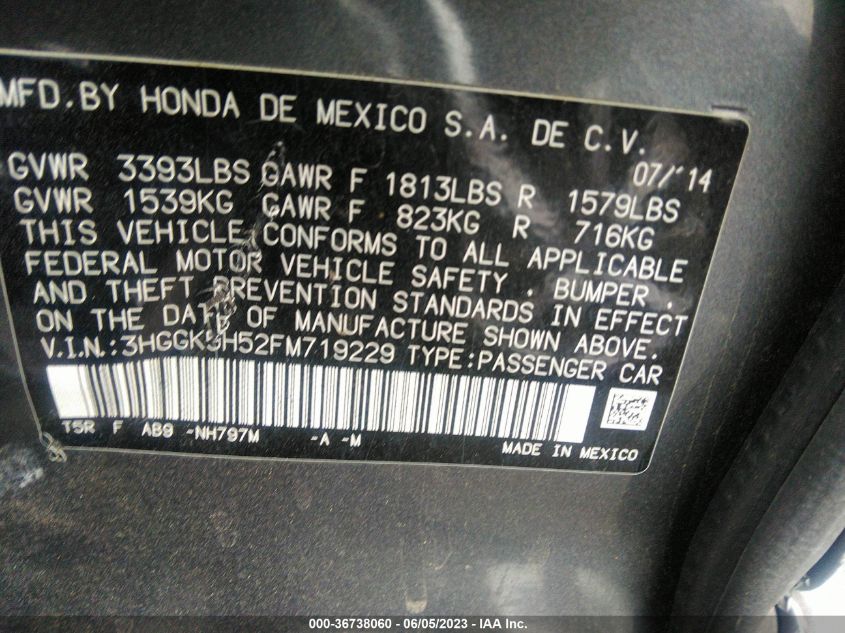 MFD.BY HONDA DE MEXICO S.A. DE C.V.
07/'14
GVWR 3393LBS GAWR F 1813LBS R 1579LBS
GVWR 1539KG GAWR F 823KG R 716KG
THIS VEHICLE CONFORMS TO ALL APPLICABLE
FEDERAL MOTOR VEHICLE SAFETY , BUMPER ,
AND THEFT PREVENTION STANDARDS IN EFFECT
ON THE DATE OF MANUFACTURE SHOWN ABOVE.
V.I.N.:3HGGK5H52FM719229 TYPE:PASSENGER CAR
T5R F AB9 -NH797M -A -M
MADE IN MEXICO
000-36738060 - 06/05/2023 - IAA Inc.